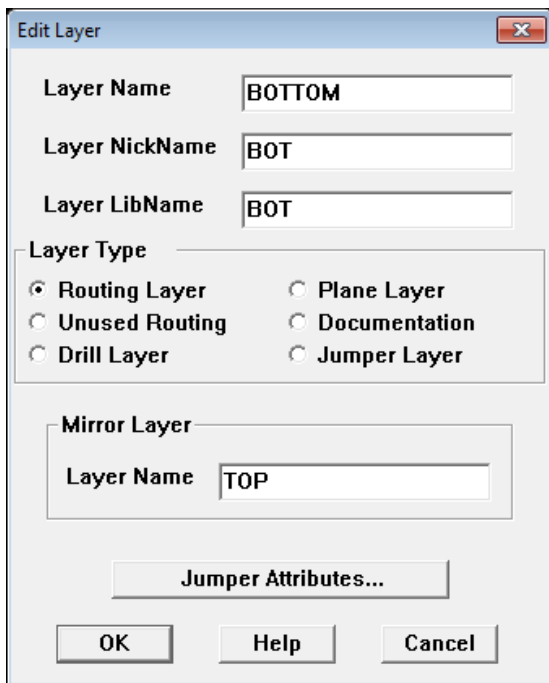 Edit Layer
Layer Name BOTTOM
Layer NickName BOT
Layer LibName BOT
Layer Type
Routing Layer Plane Layer
Unused Routing Documentation
Drill Layer Jumper Layer
Mirror Layer
Layer Name TOP
Jumper Attributes...
OK Help Cancel